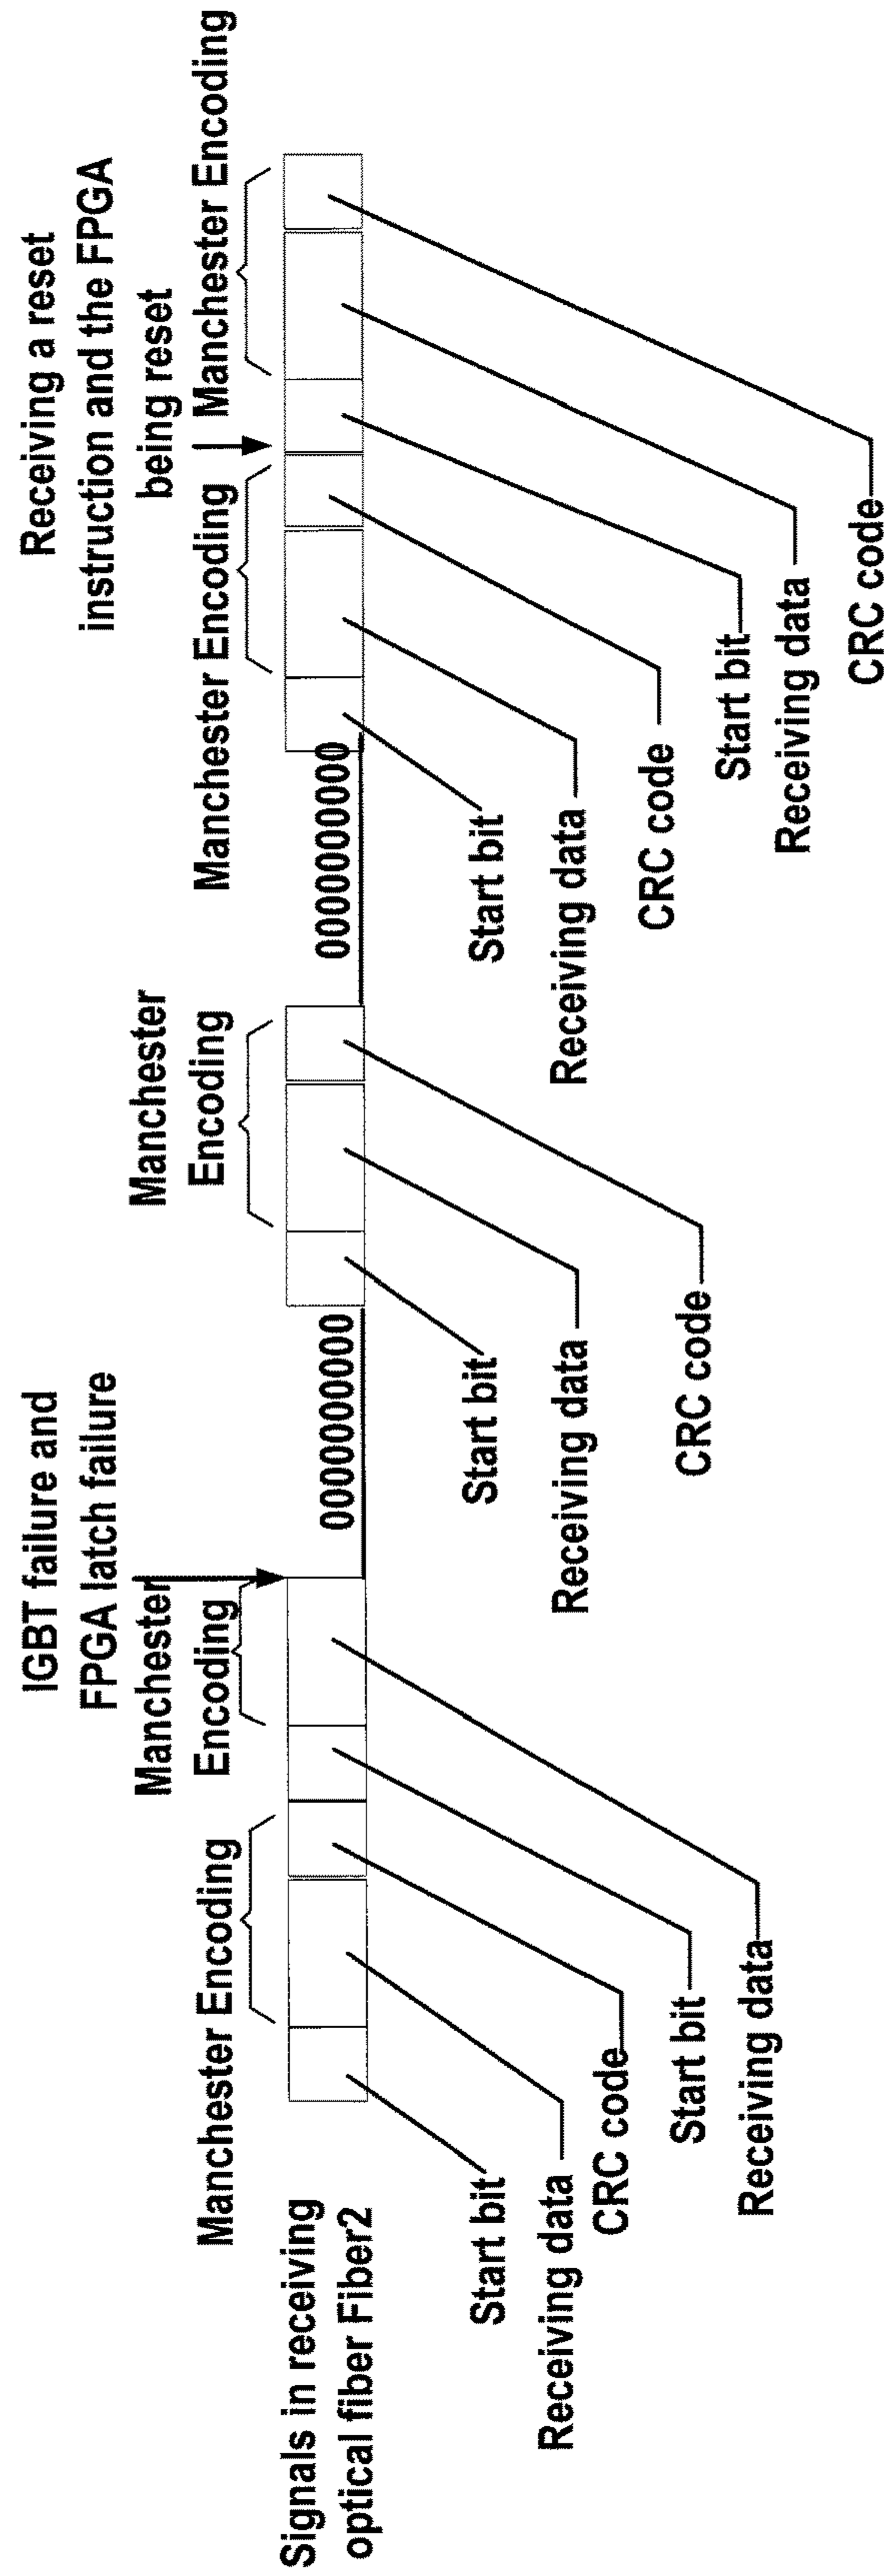 IGBT failure and
FPGA latch failure
Receiving a reset
instruction and the FPGA
being reset
Manchester Encoding
Manchester
Encoding
Manchester
Encoding
Manchester Encoding
Manchester Encoding
Signals in receiving
optical fiber Fiber2
0000000000
0000000000
Start bit
Receiving data
CRC code
Start bit
Receiving data
Start bit
Receiving data
CRC code
Start bit
Receiving data
CRC code
Start bit
Receiving data
CRC code